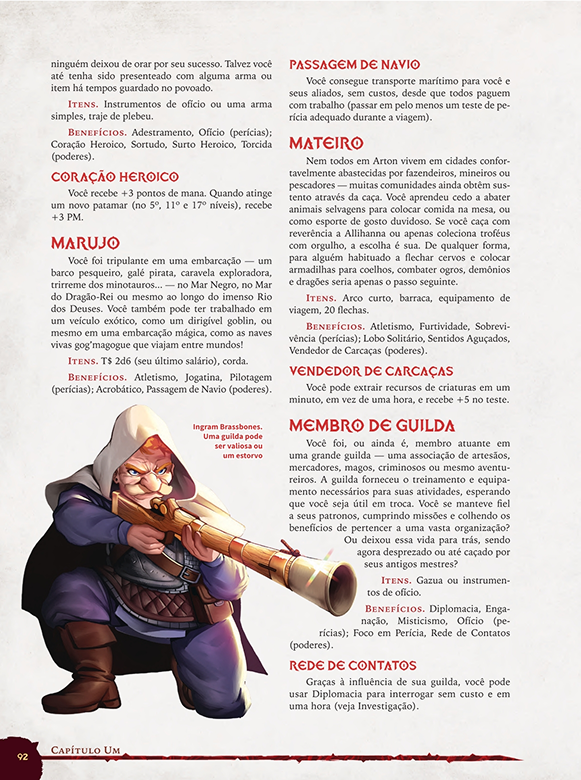 ninguém deixou de orar por seu sucesso. Talvez você
até tenha sido presenteado com alguma arma ou
item há tempos guardado no povoado.
Itens. Instrumentos de ofício ou uma arma
simples, traje de plebeu.
Benefícios. Adestramento, Ofício (perícias);
Coração Heroico, Sortudo, Surto Heroico, Torcida
(poderes).
CORAÇÃO HEROICO
Você recebe +3 pontos de mana. Quando atinge
um novo patamar (no 5º, 11º e 17º níveis), recebe
+3 PM.
MARUJO
Você foi tripulante em uma embarcação — um
barco pesqueiro, galé pirata, caravela exploradora,
trirreme dos minotauros... — no Mar Negro, no Mar
do Dragão-Rei ou mesmo ao longo do imenso Rio
dos Deuses. Você também pode ter trabalhado em
um veículo exótico, como um dirigível goblin, ou
mesmo em uma embarcação mágica, como as naves
vivas gog'magogue que viajam entre mundos!
Itens. T$ 2d6 (seu último salário), corda.
Benefícios. Atletismo, Jogatina, Pilotagem
(perícias); Acrobático, Passagem de Navio (poderes).
Ingram Brassbones.
Uma guilda pode
ser valiosa ou
um estorvo
PASSAGEM DE NAVIO
Você consegue transporte marítimo para você e
seus aliados, sem custos, desde que todos paguem
com trabalho (passar em pelo menos um teste de pe-
rícia adequado durante a viagem).
MATEIRO
Nem todos em Arton vivem em cidades confor-
tavelmente abastecidas por fazendeiros, mineiros ou
pescadores — muitas comunidades ainda obtêm sus-
tento através da caça. Você aprendeu cedo a abater
animais selvagens para colocar comida na mesa, ou
como esporte de gosto duvidoso. Se você caça com
reverência a Allihanna ou apenas coleciona troféus
com orgulho, a escolha é sua. De qualquer forma,
para alguém habituado a flechar cervos e colocar
armadilhas para coelhos, combater ogros, demônios
e dragões seria apenas o passo seguinte.
Itens. Arco curto, barraca, equipamento de
viagem, 20 flechas.
Benefícios. Atletismo, Furtividade, Sobrevi-
vência (perícias); Lobo Solitário, Sentidos Aguçados,
Vendedor de Carcaças (poderes).
VENDEDOR DE CARCAÇAS
Você pode extrair recursos de criaturas em um
minuto, em vez de uma hora, e recebe +5 no teste.
MEMBRO DE GUILDA
Você foi, ou ainda é, membro atuante em
uma grande guilda — uma associação de artesãos,
mercadores, magos, criminosos ou mesmo aventu-
reiros. A guilda forneceu o treinamento e equipa-
mento necessários para suas atividades, esperando
que você seja útil em troca. Você se manteve fiel
a seus patronos, cumprindo missões e colhendo os
benefícios de pertencer a uma vasta organização?
Ou deixou essa vida para trás, sendo
agora desprezado ou até caçado por
seus antigos mestres?
Itens. Gazua ou instrumen-
tos de ofício.
Benefícios. Diplomacia, Enga-
nação, Misticismo, Ofício (pe-
rícias); Foco em Perícia, Rede de Contatos
(poderes).
REDE DE CONTATOS
Graças à influência de sua guilda, você pode
usar Diplomacia para interrogar sem custo e em
uma hora (veja Investigação).
92
Capítulo Um